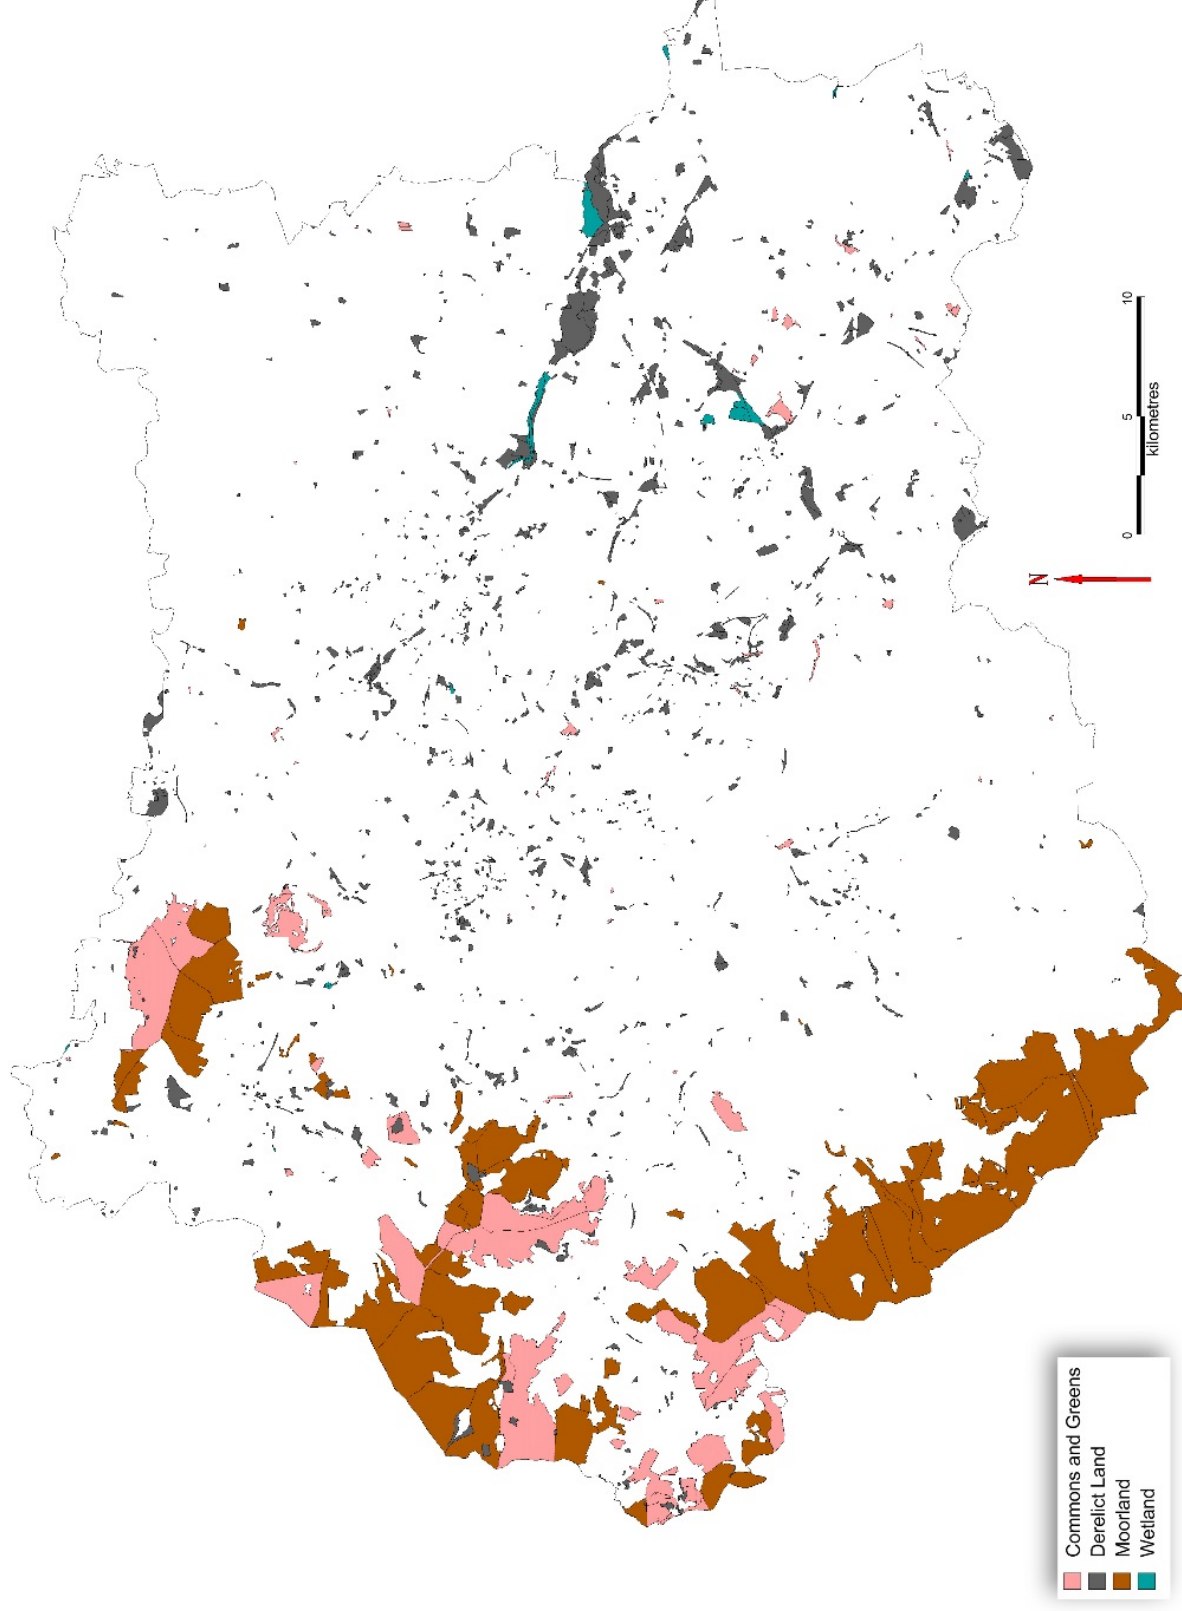 N
0 5 10
kilometres
Commons and Greens
Derelict Land
Moorland
Wetland